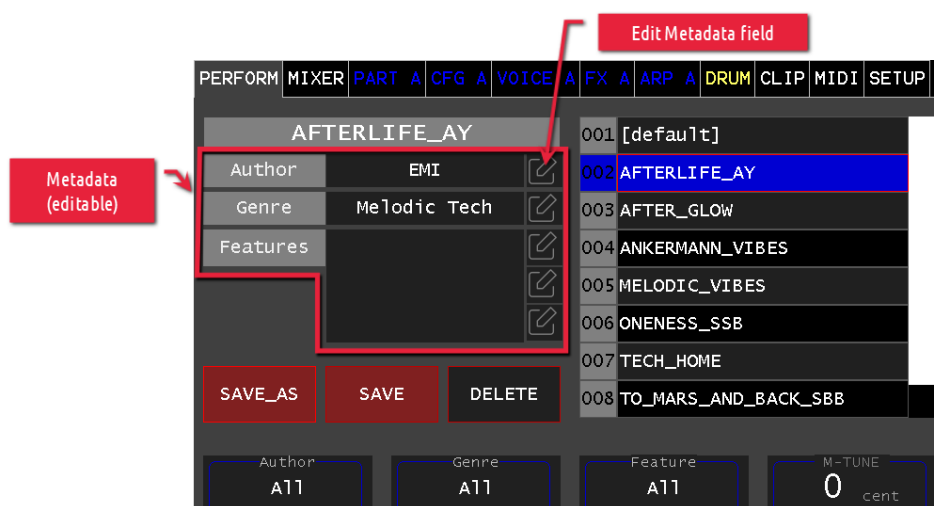 Edit Metadata field
PERFORM MIXER PART A CFG A VOICE A FX A ARP A DRUM CLIP MIDI SETUP
AFTERLIFE_AY
Metadata
(editable)
Author EMI
Genre Melodic Tech
Features
001 [default]
002 AFTERLIFE_AY
003 AFTER_GLOW
004 ANKERMANN_VIBES
005 MELODIC_VIBES
006 ONENESS_SSB
007 TECH_HOME
008 TO_MARS_AND_BACK_SBB
SAVE_AS SAVE DELETE
Author Genre Feature M-TUNE
All All All 0 cent